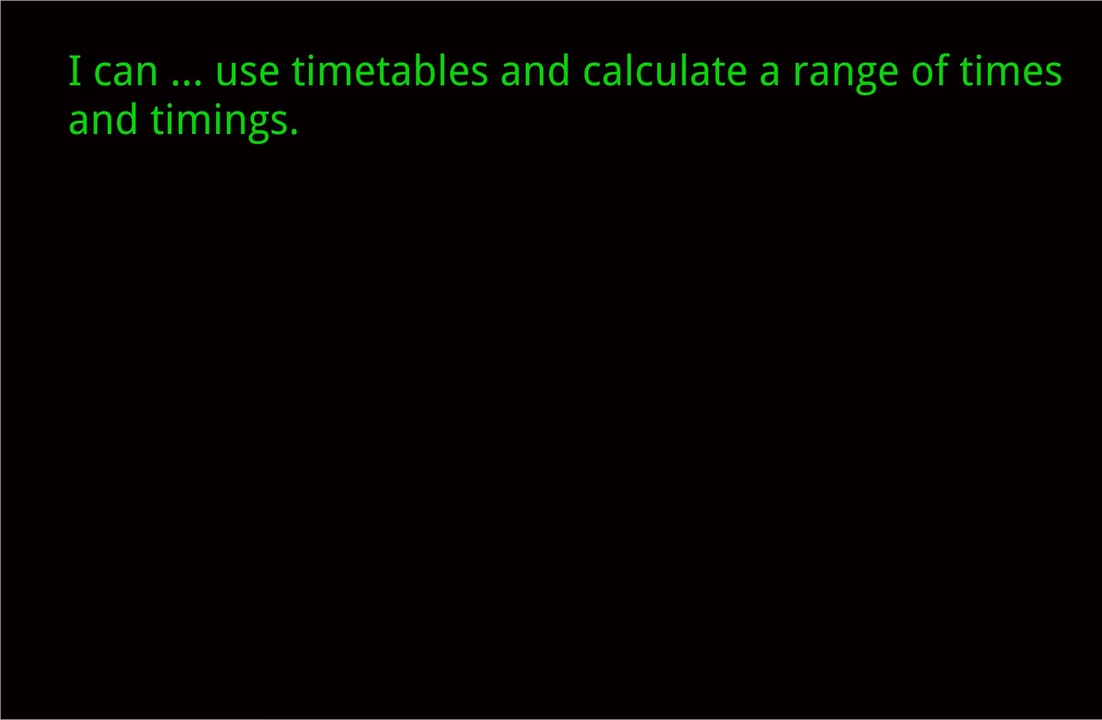 I can ... use timetables and calculate a range of times
and timings.